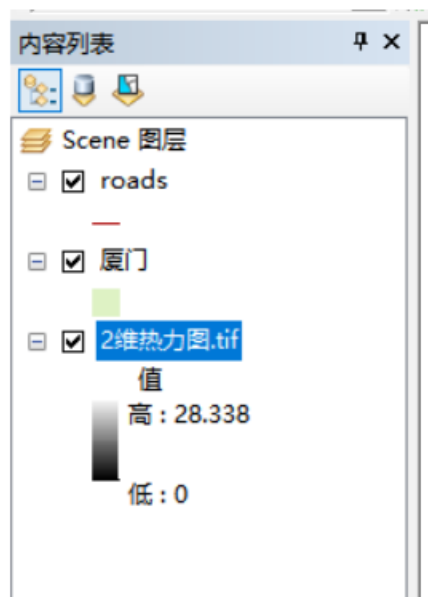 内容列表
Scene 图层
roads
厦门
2维热力图.tif
值
高 : 28.338
低 : 0